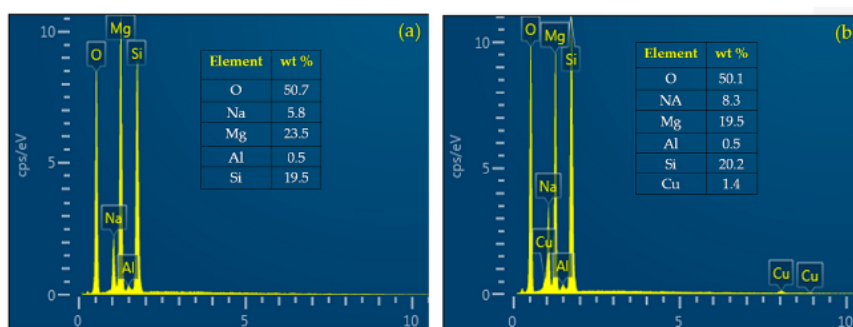 (a)
10
5
0
cps/eV
O
Mg
Si
Na
Al
Element wt %
O 50.7
Na 5.8
Mg 23.5
Al 0.5
Si 19.5
0
5
10
(b)
10
5
0
cps/eV
O
Mg
Si
Na
Cu
Al
Cu
Cu
Element wt %
O 50.1
NA 8.3
Mg 19.5
Al 0.5
Si 20.2
Cu 1.4
0
5
10